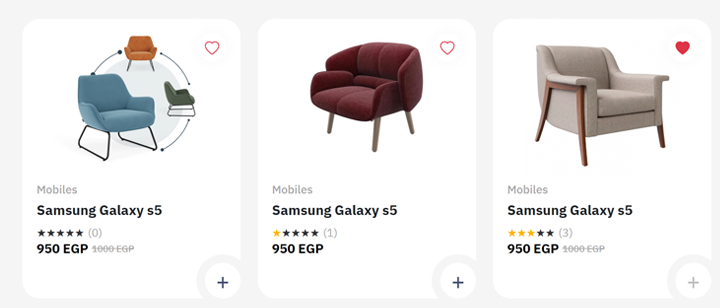 Mobiles
Samsung Galaxy s5
(0)
950 EGP 1000 EGP
Mobiles
Samsung Galaxy s5
(1)
950 EGP
Mobiles
Samsung Galaxy s5
(3)
950 EGP 1000 EGP